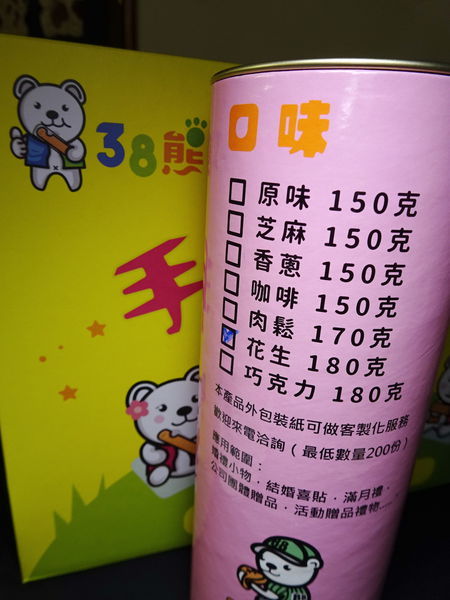 38熊
手
口味
原味 150克
芝麻 150克
香蔥 150克
咖啡 150克
肉鬆 170克
花生 180克
巧克力 180克
本產品外包裝紙可做客製化服務
歡迎來電洽詢（最低數量200份）
應用範圍：
婚禮小物．結婚喜貼．滿月禮．
公司團體贈品．活動贈品禮物.....